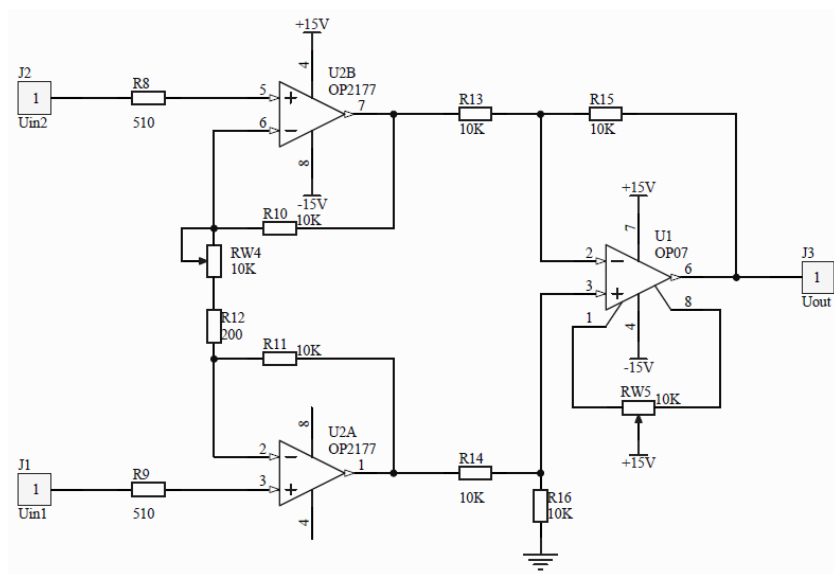 +15V
4
J2
1
Uin2
R8
510
5
6
U2B
OP2177
7
8
-15V
R13
10K
R15
10K
R10
10K
RW4
10K
R12
200
R11
10K
+15V
7
U1
OP07
2
3
6
1
8
4
-15V
J3
1
Uout
RW5
10K
+15V
8
U2A
OP2177
2
3
1
4
J1
1
Uin1
R9
510
R14
10K
R16
10K